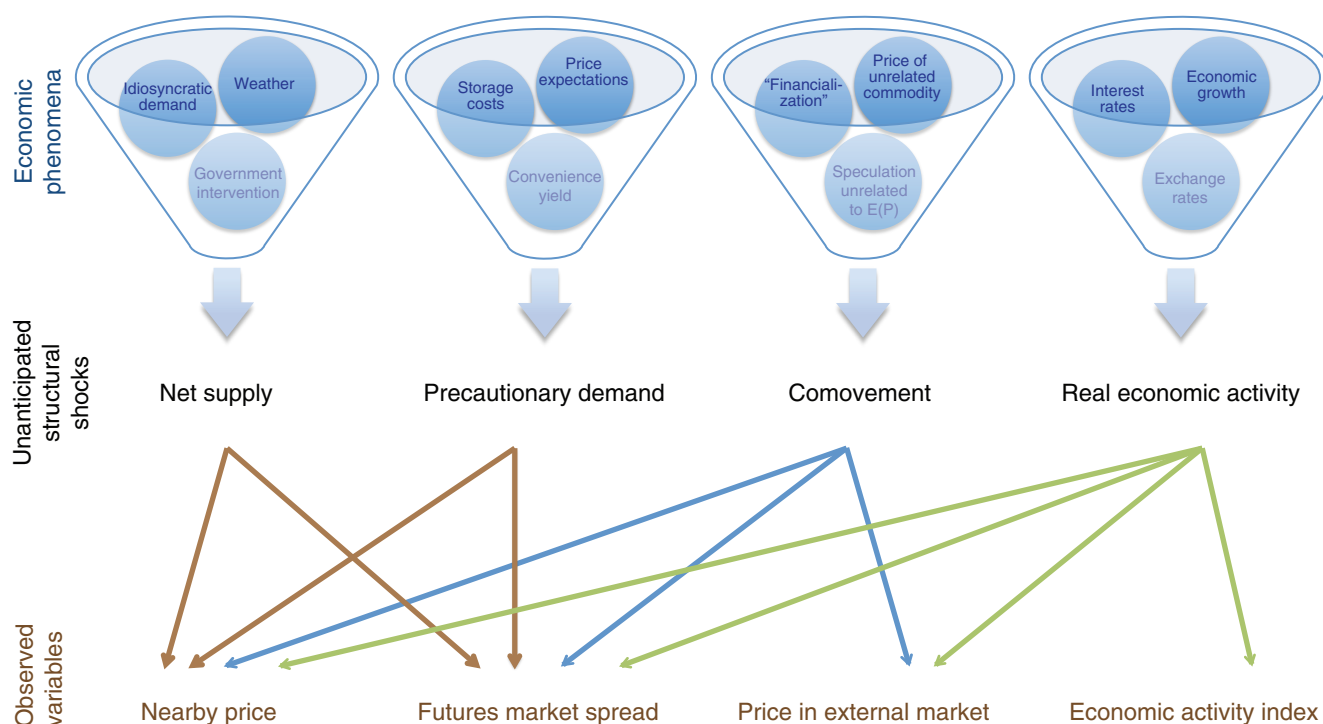 Economic
phenomena
Idiosyncratic
demand
Weather
Government
intervention
Storage
costs
Price
expectations
Convenience
yield
“Financiali-
zation”
Price of
unrelated
commodity
Speculation
unrelated
to E(P)
Interest
rates
Economic
growth
Exchange
rates
Unanticipated
structural
shocks
Net supply
Precautionary demand
Comovement
Real economic activity
Observed
variables
Nearby price
Futures market spread
Price in external market
Economic activity index